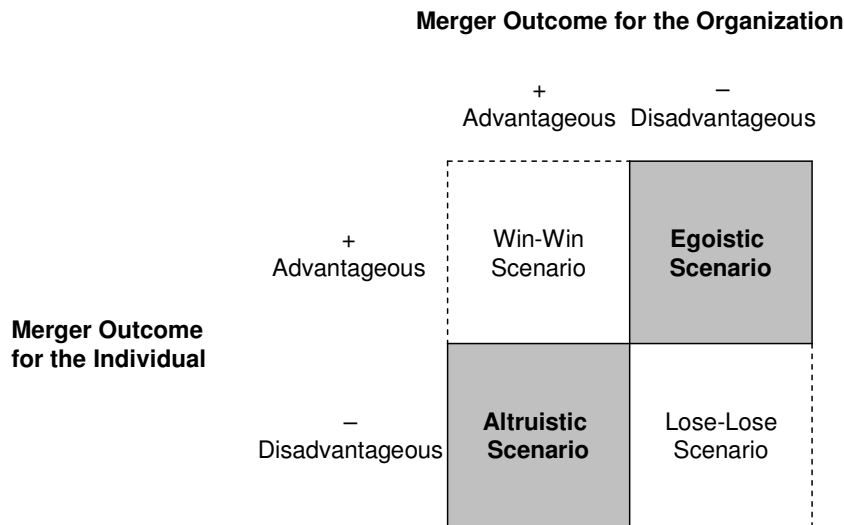 Merger Outcome for the Organization
+ –
Advantageous Disadvantageous
+ Win-Win Egoistic
Advantageous Scenario Scenario
Merger Outcome
for the Individual
– Altruistic Lose-Lose
Disadvantageous Scenario Scenario